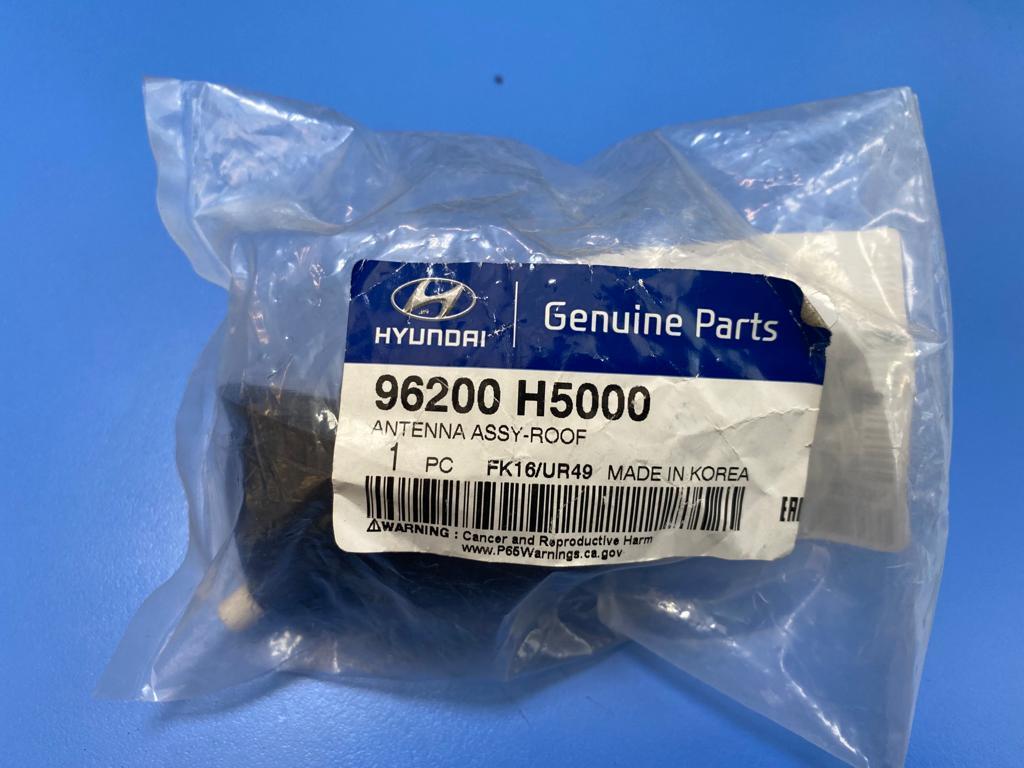 HYUNDAI
Genuine Parts
96200 H5000
ANTENNA ASSY-ROOF
1 PC FK16/UR49 MADE IN KOREA
WARNING : Cancer and Reproductive Harm
www.P65Warnings.ca.gov